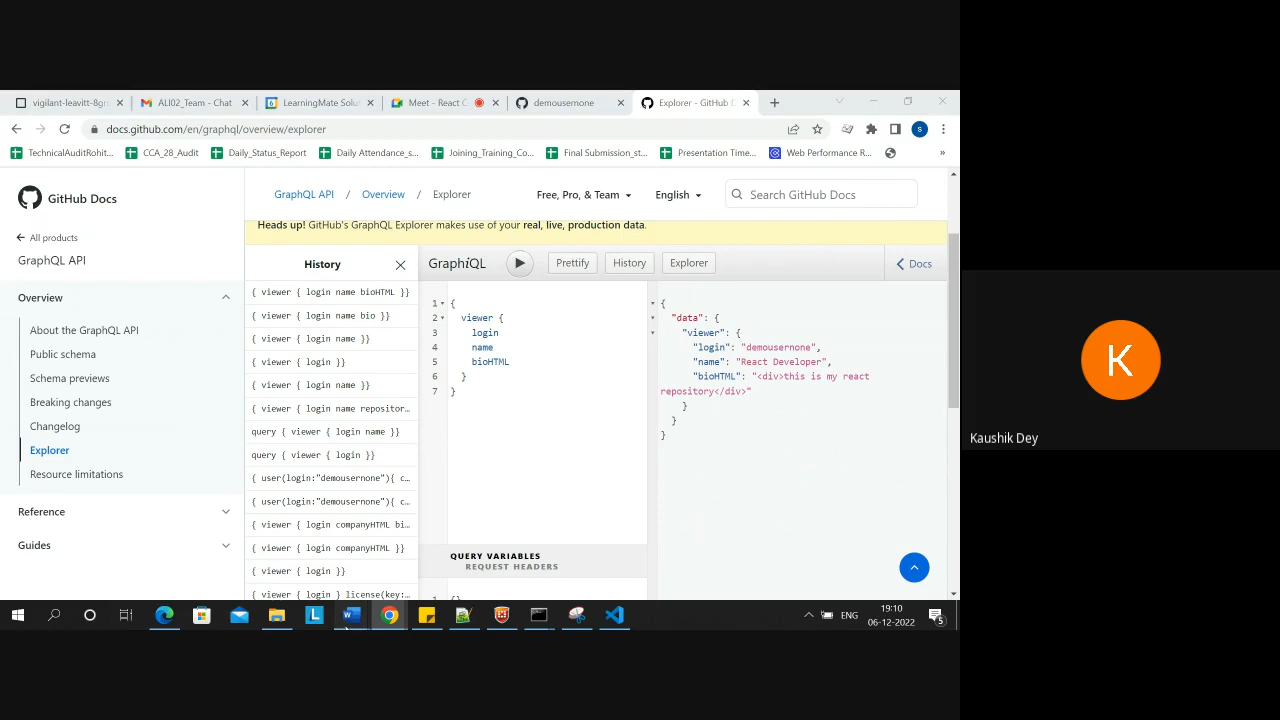 vigilant-leavitt-8gr
ALI02_Team - Chat
LearningMate Solu
Meet - React C
demousernone
Explorer - GitHub D
docs.github.com/en/graphql/overview/explorer
S
TechnicalAuditRohit...
CCA_28_Audit
Daily_Status_Report
Daily Attendance_s...
Joining_Training_Co...
Final Submission_st...
Presentation Time...
Web Performance R...
»
GitHub Docs
GraphQL API / Overview / Explorer
Free, Pro, & Team
English
Search GitHub Docs
Heads up! GitHub's GraphQL Explorer makes use of your real, live, production data.
All products
GraphQL API
Overview
About the GraphQL API
Public schema
Schema previews
Breaking changes
Changelog
Explorer
Resource limitations
Reference
Guides
History
{ viewer { login name bioHTML }}
{ viewer { login name bio }}
{ viewer { login name }}
{ viewer { login }}
{ viewer { login name }}
{ viewer { login name repositor...
query { viewer { login name }}
query { viewer { login }}
{ user(login:"demousernone"){ c...
{ user(login:"demousernone"){ c...
{ viewer { login companyHTML bi...
{ viewer { login companyHTML }}
{ viewer { login }}
{ viewer { login } license(key:...
GraphiQL
Prettify
History
Explorer
Docs
1 {
2 viewer {
3 login
4 name
5 bioHTML
6 }
7 }
QUERY VARIABLES
REQUEST HEADERS
1 {}
{
"data": {
"viewer": {
"login": "demousernone",
"name": "React Developer",
"bioHTML": "<div>this is my react
repository</div>"
}
}
}
ENG
19:10
06-12-2022
5
K
Kaushik Dey